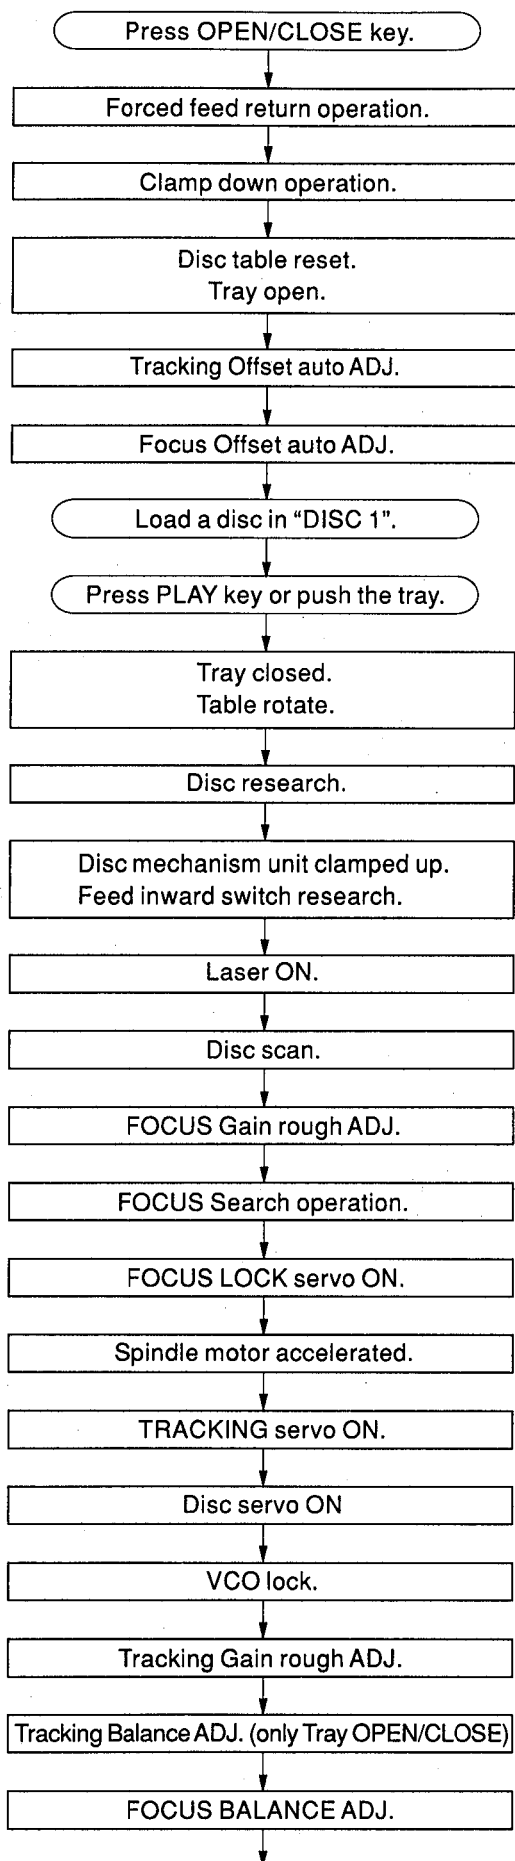 Press OPEN/CLOSE key.
Forced feed return operation.
Clamp down operation.
Disc table reset.
Tray open.
Tracking Offset auto ADJ.
Focus Offset auto ADJ.
Load a disc in “DISC 1”.
Press PLAY key or push the tray.
Tray closed.
Table rotate.
Disc research.
Disc mechanism unit clamped up.
Feed inward switch research.
Laser ON.
Disc scan.
FOCUS Gain rough ADJ.
FOCUS Search operation.
FOCUS LOCK servo ON.
Spindle motor accelerated.
TRACKING servo ON.
Disc servo ON
VCO lock.
Tracking Gain rough ADJ.
Tracking Balance ADJ. (only Tray OPEN/CLOSE)
FOCUS BALANCE ADJ.